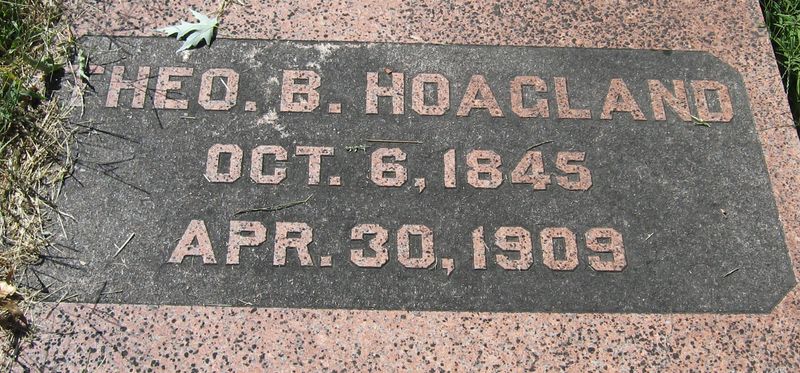 THEO. B. HOAGLAND
OCT. 6, 1845
APR. 30, 1909